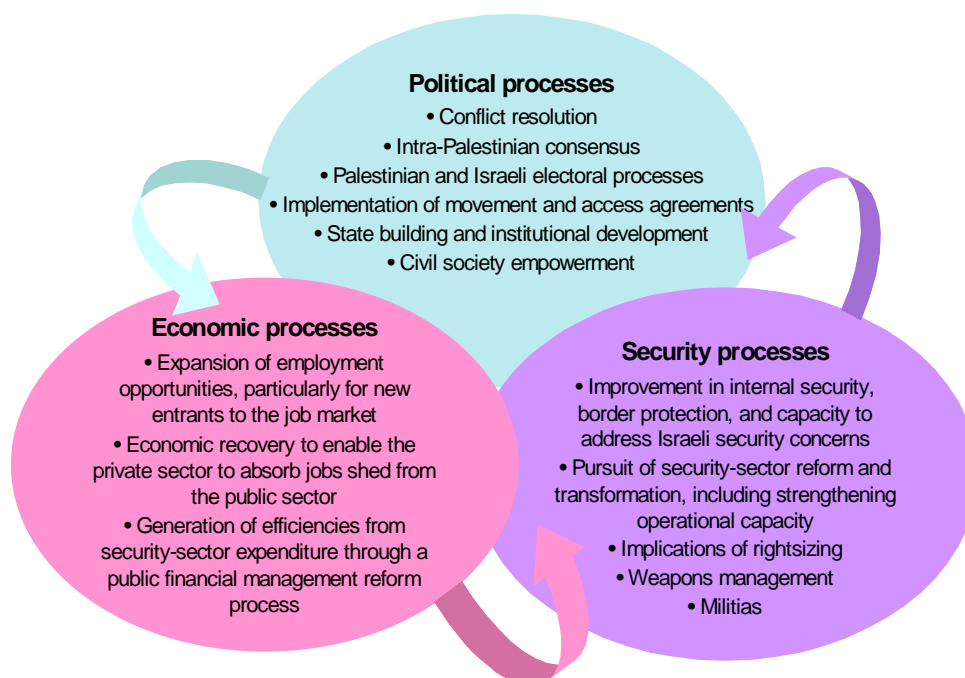 Political processes
• Conflict resolution
• Intra-Palestinian consensus
• Palestinian and Israeli electoral processes
• Implementation of movement and access agreements
• State building and institutional development
• Civil society empowerment
Economic processes
• Expansion of employment
opportunities, particularly for new
entrants to the job market
• Economic recovery to enable the
private sector to absorb jobs shed from
the public sector
• Generation of efficiencies from
security-sector expenditure through a
public financial management reform
process
Security processes
• Improvement in internal security,
border protection, and capacity to
address Israeli security concerns
• Pursuit of security-sector reform and
transformation, including strengthening
operational capacity
• Implications of rightsizing
• Weapons management
• Militias